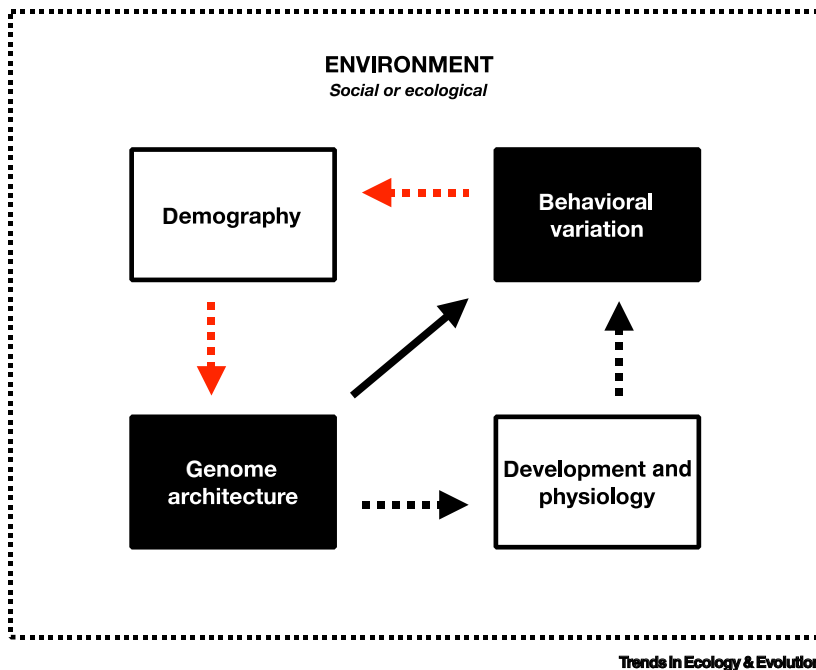 ENVIRONMENT
Social or ecological
Demography
Behavioral
variation
Genome
architecture
Development and
physiology
Trends in Ecology & Evolution